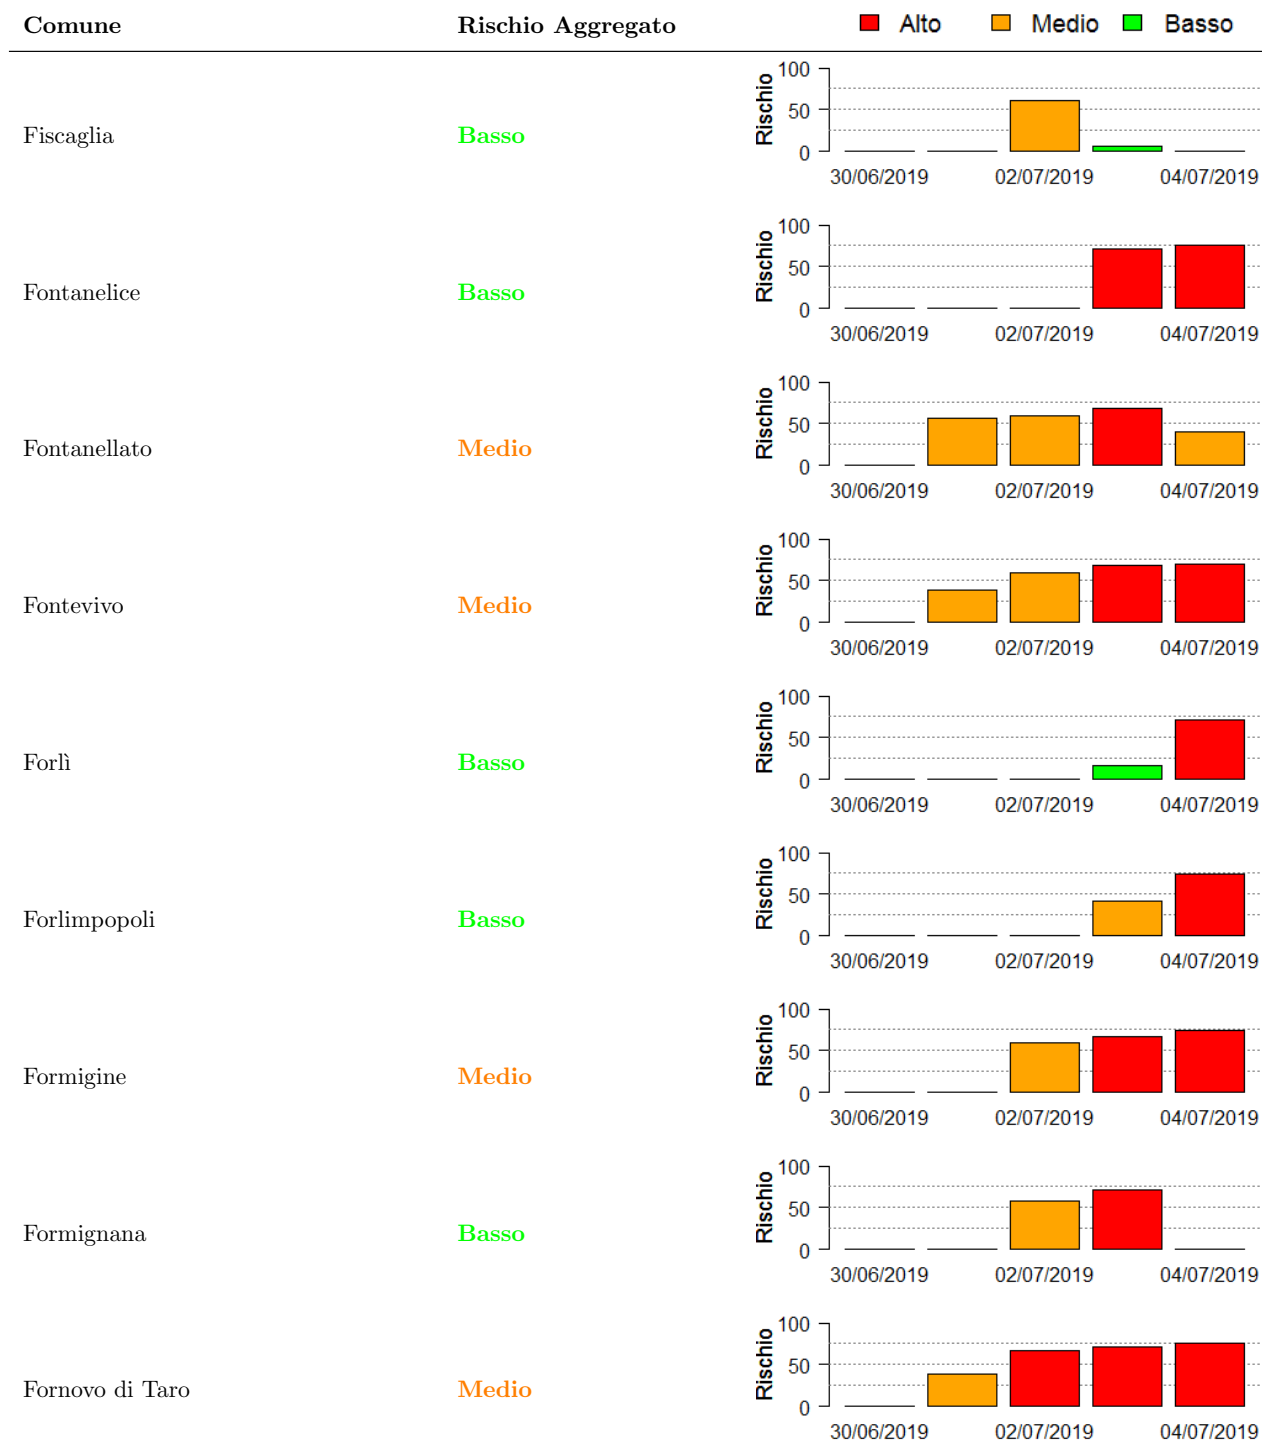 Comune Rischio Aggregato Alto Medio Basso
Fiscaglia Basso Rischio 100 50 0
30/06/2019 02/07/2019 04/07/2019
Fontanelice Basso Rischio 100 50 0
30/06/2019 02/07/2019 04/07/2019
Fontanellato Medio Rischio 100 50 0
30/06/2019 02/07/2019 04/07/2019
Fontevivo Medio Rischio 100 50 0
30/06/2019 02/07/2019 04/07/2019
Forlì Basso Rischio 100 50 0
30/06/2019 02/07/2019 04/07/2019
Forlimpopoli Basso Rischio 100 50 0
30/06/2019 02/07/2019 04/07/2019
Formigine Medio Rischio 100 50 0
30/06/2019 02/07/2019 04/07/2019
Formignana Basso Rischio 100 50 0
30/06/2019 02/07/2019 04/07/2019
Fornovo di Taro Medio Rischio 100 50 0
30/06/2019 02/07/2019 04/07/2019